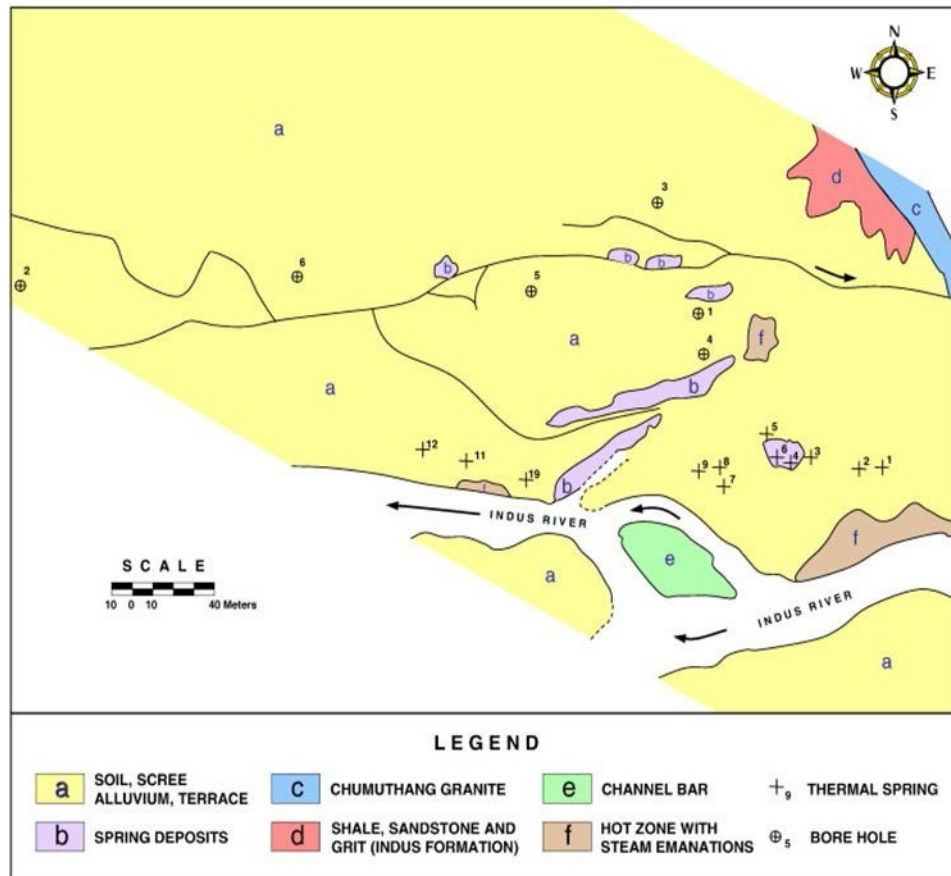 N
W E
S
a
d
c
3
2
6
b
b
b
5
b
1
a
f
4
a
b
5
12
11
19
9
8
7
6
4
3
2
1
b
f
INDUS RIVER
f
SCALE
10 0 10 40 Meters
a
e
INDUS RIVER
a
LEGEND
a SOIL, SCREE
ALLUVIUM, TERRACE
c CHUMUTHANG GRANITE
e CHANNEL BAR
9 THERMAL SPRING
b SPRING DEPOSITS
d SHALE, SANDSTONE AND
GRIT (INDUS FORMATION)
f HOT ZONE WITH
STEAM EMANATIONS
5 BORE HOLE